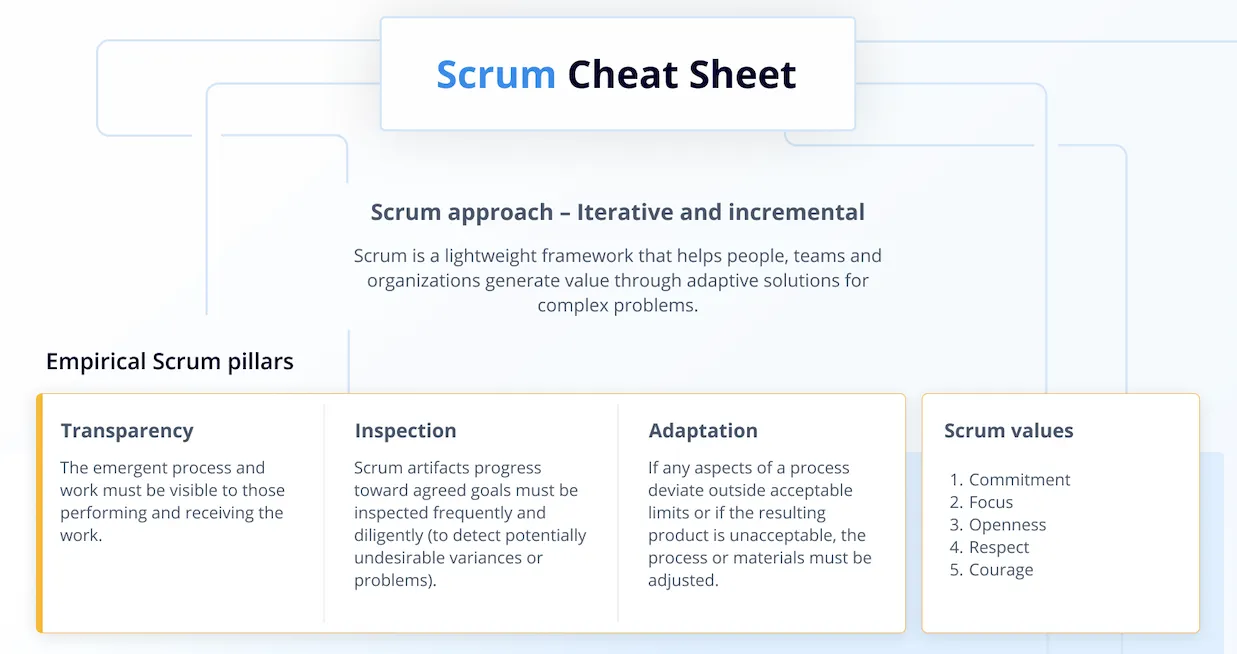 Scrum Cheat Sheet
Scrum approach – Iterative and incremental
Scrum is a lightweight framework that helps people, teams and
organizations generate value through adaptive solutions for
complex problems.
Empirical Scrum pillars
Transparency
The emergent process and
work must be visible to those
performing and receiving the
work.
Inspection
Scrum artifacts progress
toward agreed goals must be
inspected frequently and
diligently (to detect potentially
undesirable variances or
problems).
Adaptation
If any aspects of a process
deviate outside acceptable
limits or if the resulting
product is unacceptable, the
process or materials must be
adjusted.
Scrum values
1. Commitment
2. Focus
3. Openness
4. Respect
5. Courage